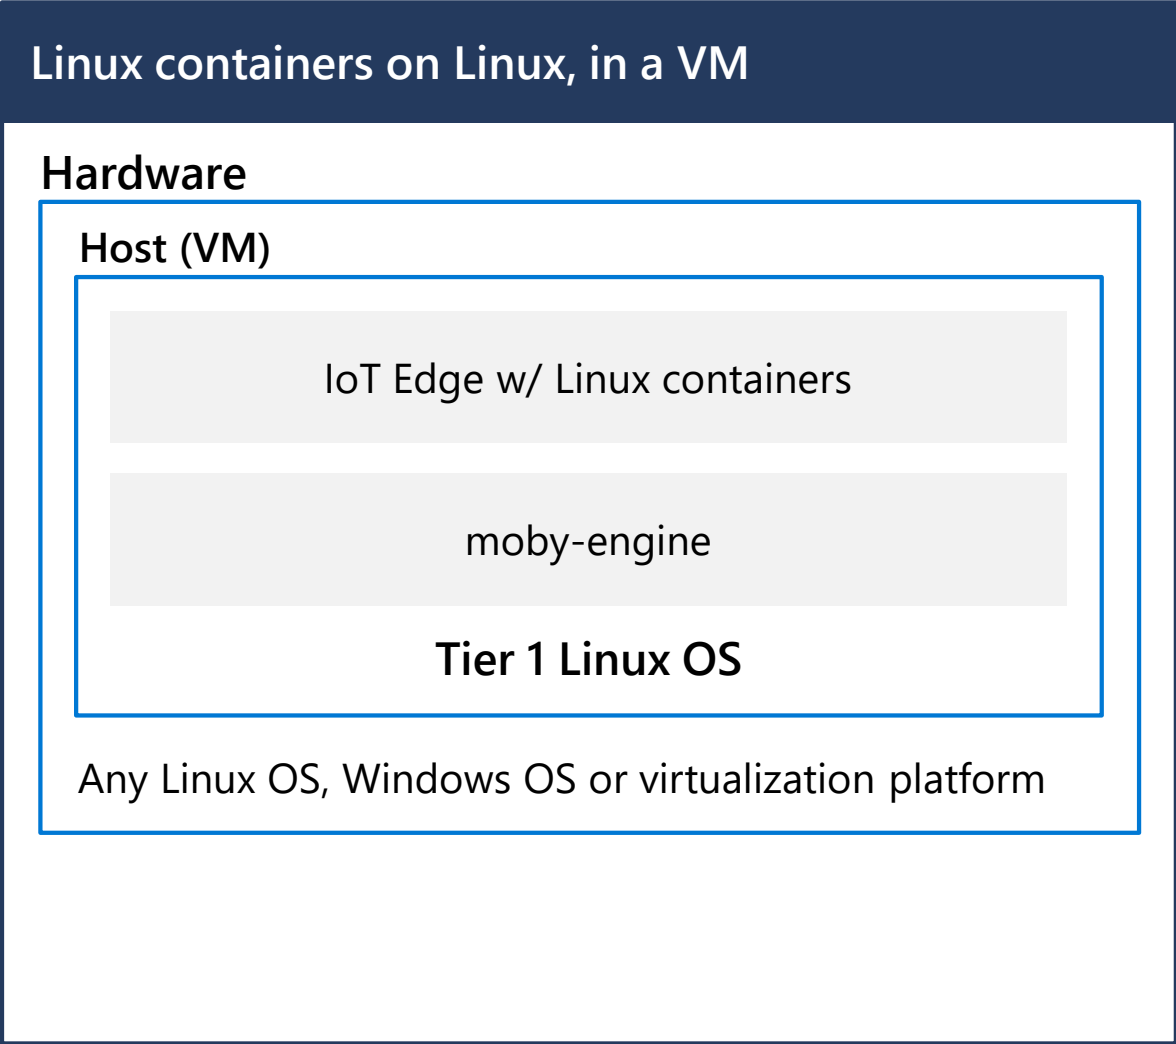 Linux containers on Linux, in a VM
Hardware
Host (VM)
IoT Edge w/ Linux containers
moby-engine
Tier 1 Linux OS
Any Linux OS, Windows OS or virtualization platform